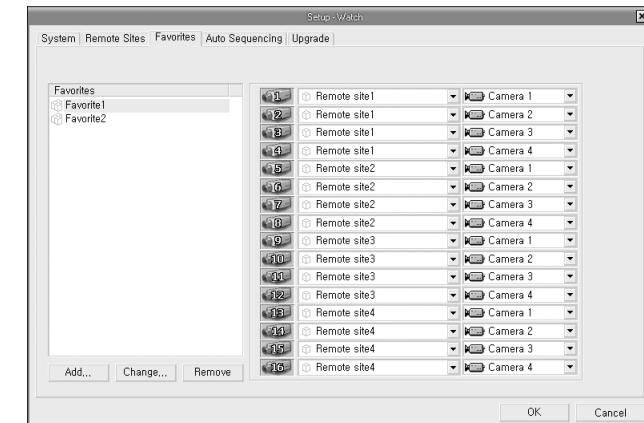 Setup - Watch
System Remote Sites Favorites Auto Sequencing Upgrade
Favorites
Favorite1
Favorite2
1 Remote site1 Camera 1
2 Remote site1 Camera 2
3 Remote site1 Camera 3
4 Remote site1 Camera 4
5 Remote site2 Camera 1
6 Remote site2 Camera 2
7 Remote site2 Camera 3
8 Remote site2 Camera 4
9 Remote site3 Camera 1
10 Remote site3 Camera 2
11 Remote site3 Camera 3
12 Remote site3 Camera 4
13 Remote site4 Camera 1
14 Remote site4 Camera 2
15 Remote site4 Camera 3
16 Remote site4 Camera 4
Add... Change... Remove
OK Cancel